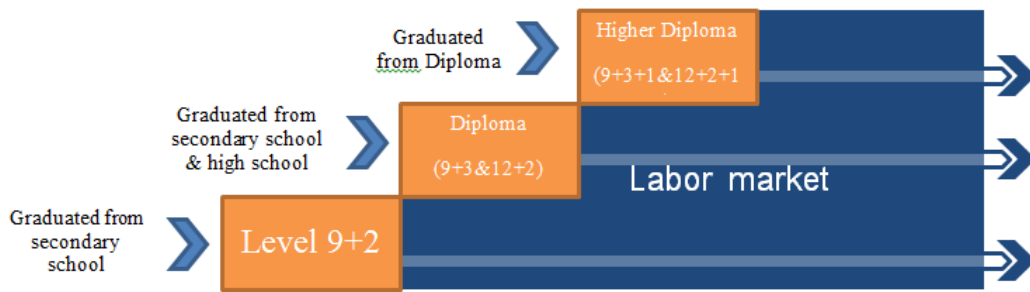 Graduated
from Diploma
Higher Diploma
(9+3+1&12+2+1
Graduated from
secondary school
& high school
Diploma
(9+3&12+2)
Labor market
Graduated from
secondary
school
Level 9+2